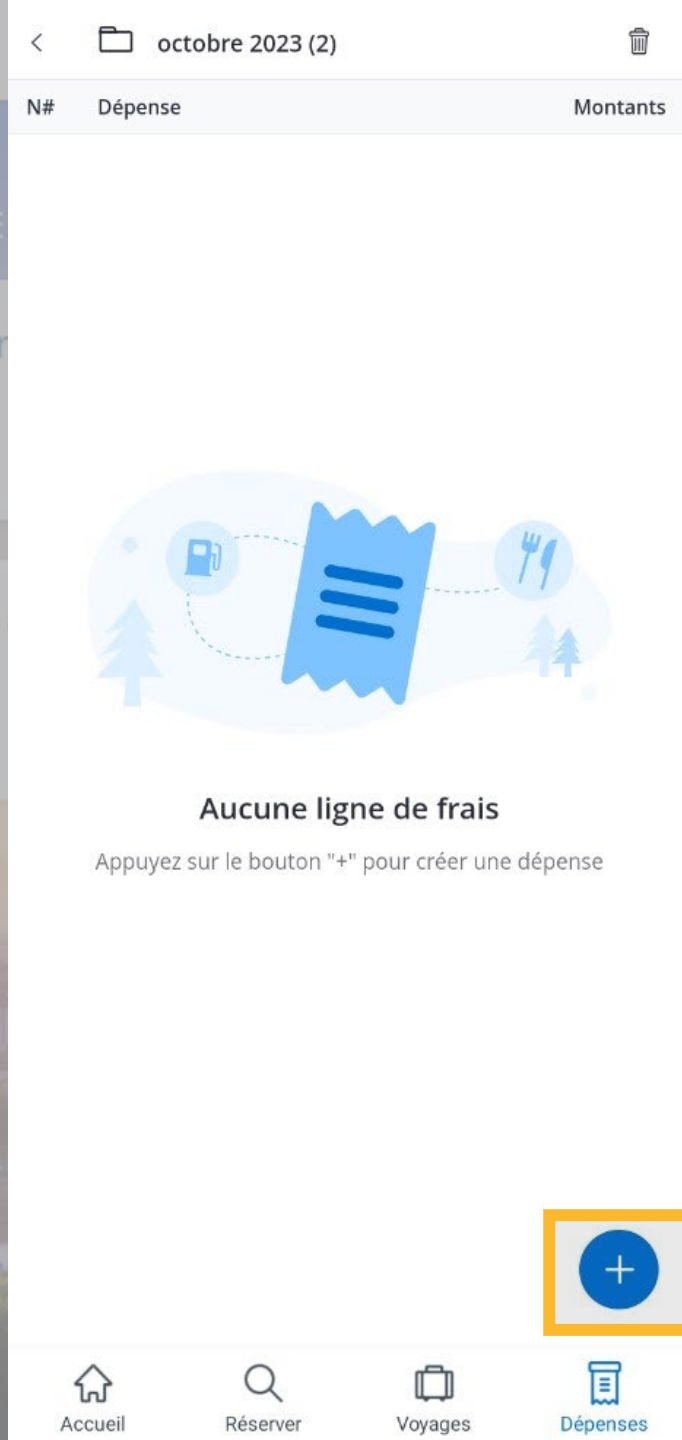 octobre 2023 (2)
N# Dépense Montants
Aucune ligne de frais
Appuyez sur le bouton "+" pour créer une dépense
Accueil Réserver Voyages Dépenses